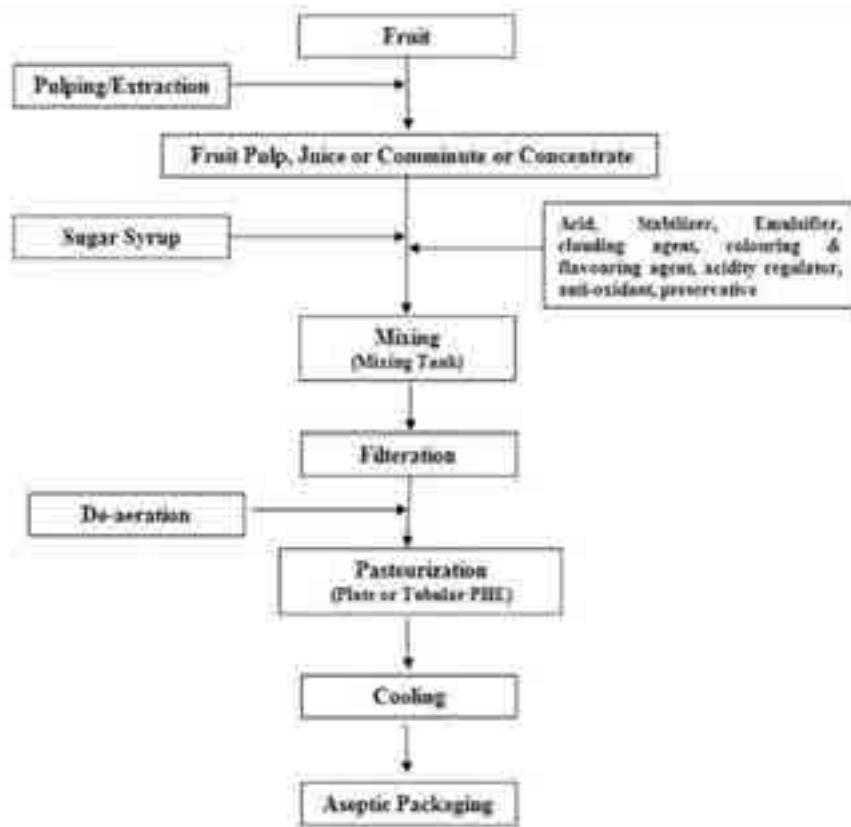 Fruit
Pulping/Extraction
Fruit Pulp, Juice or Comminute or Concentrate
Sugar Syrup
Acid, Stabilizer, Emulsifier,
clouding agent, colouring &
flavouring agent, acidity regulator,
anti-oxidant, preservative
Mixing
(Mixing Tank)
Filteration
De-aeration
Pasteurization
(Plate or Tubular PHE)
Cooling
Aseptic Packaging